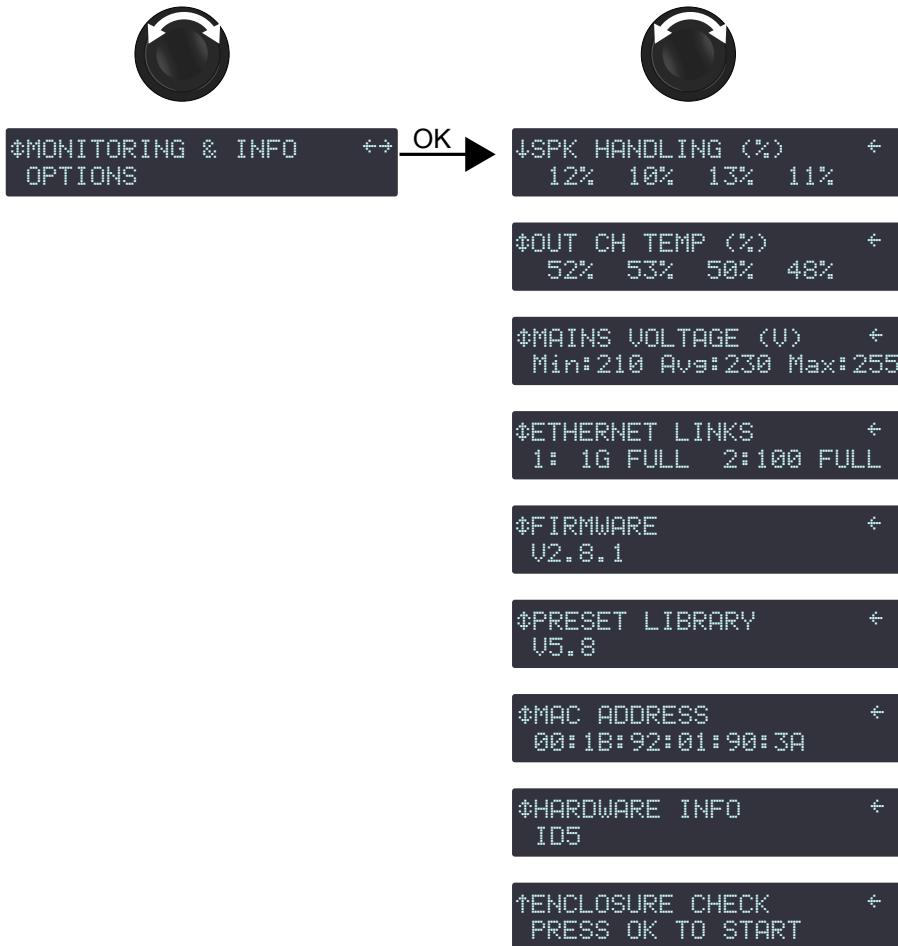 ↕MONITORING & INFO ←→
OPTIONS
OK
↓SPK HANDLING (%) ←
12% 10% 13% 11%
↕OUT CH TEMP (%) ←
52% 53% 50% 48%
↕MAINS VOLTAGE (V) ←
Min:210 Avg:230 Max:255
↕ETHERNET LINKS ←
1: 1G FULL 2:100 FULL
↕FIRMWARE ←
V2.8.1
↕PRESET LIBRARY ←
V5.8
↕MAC ADDRESS ←
00:1B:92:01:90:3A
↕HARDWARE INFO ←
ID5
↑ENCLOSURE CHECK ←
PRESS OK TO START